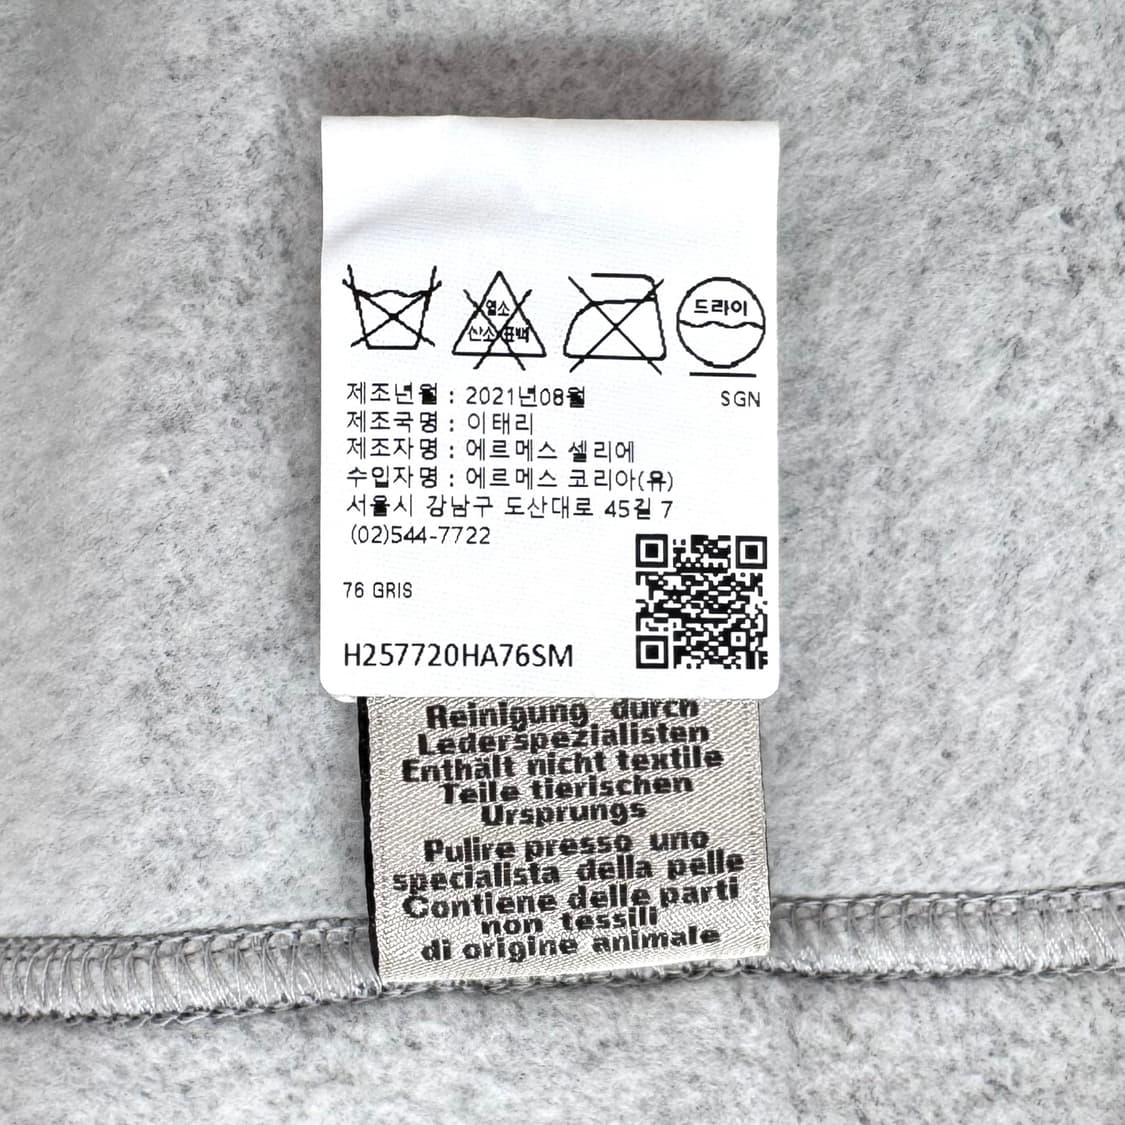 염소
산소 표백
드라이
제조년월 : 2021년08월
SGN
제조국명 : 이태리
제조자명 : 에르메스 셀리에
수입자명 : 에르메스 코리아(유)
서울시 강남구 도산대로 45길 7
(02)544-7722
76 GRIS
H257720HA76SM
Reinigung durch
Lederspezialisten
Enthält nicht textile
Teile tierischen
Ursprungs
Pulire presso uno
specialista della pelle
Contiene delle parti
non tessili
di origine animale